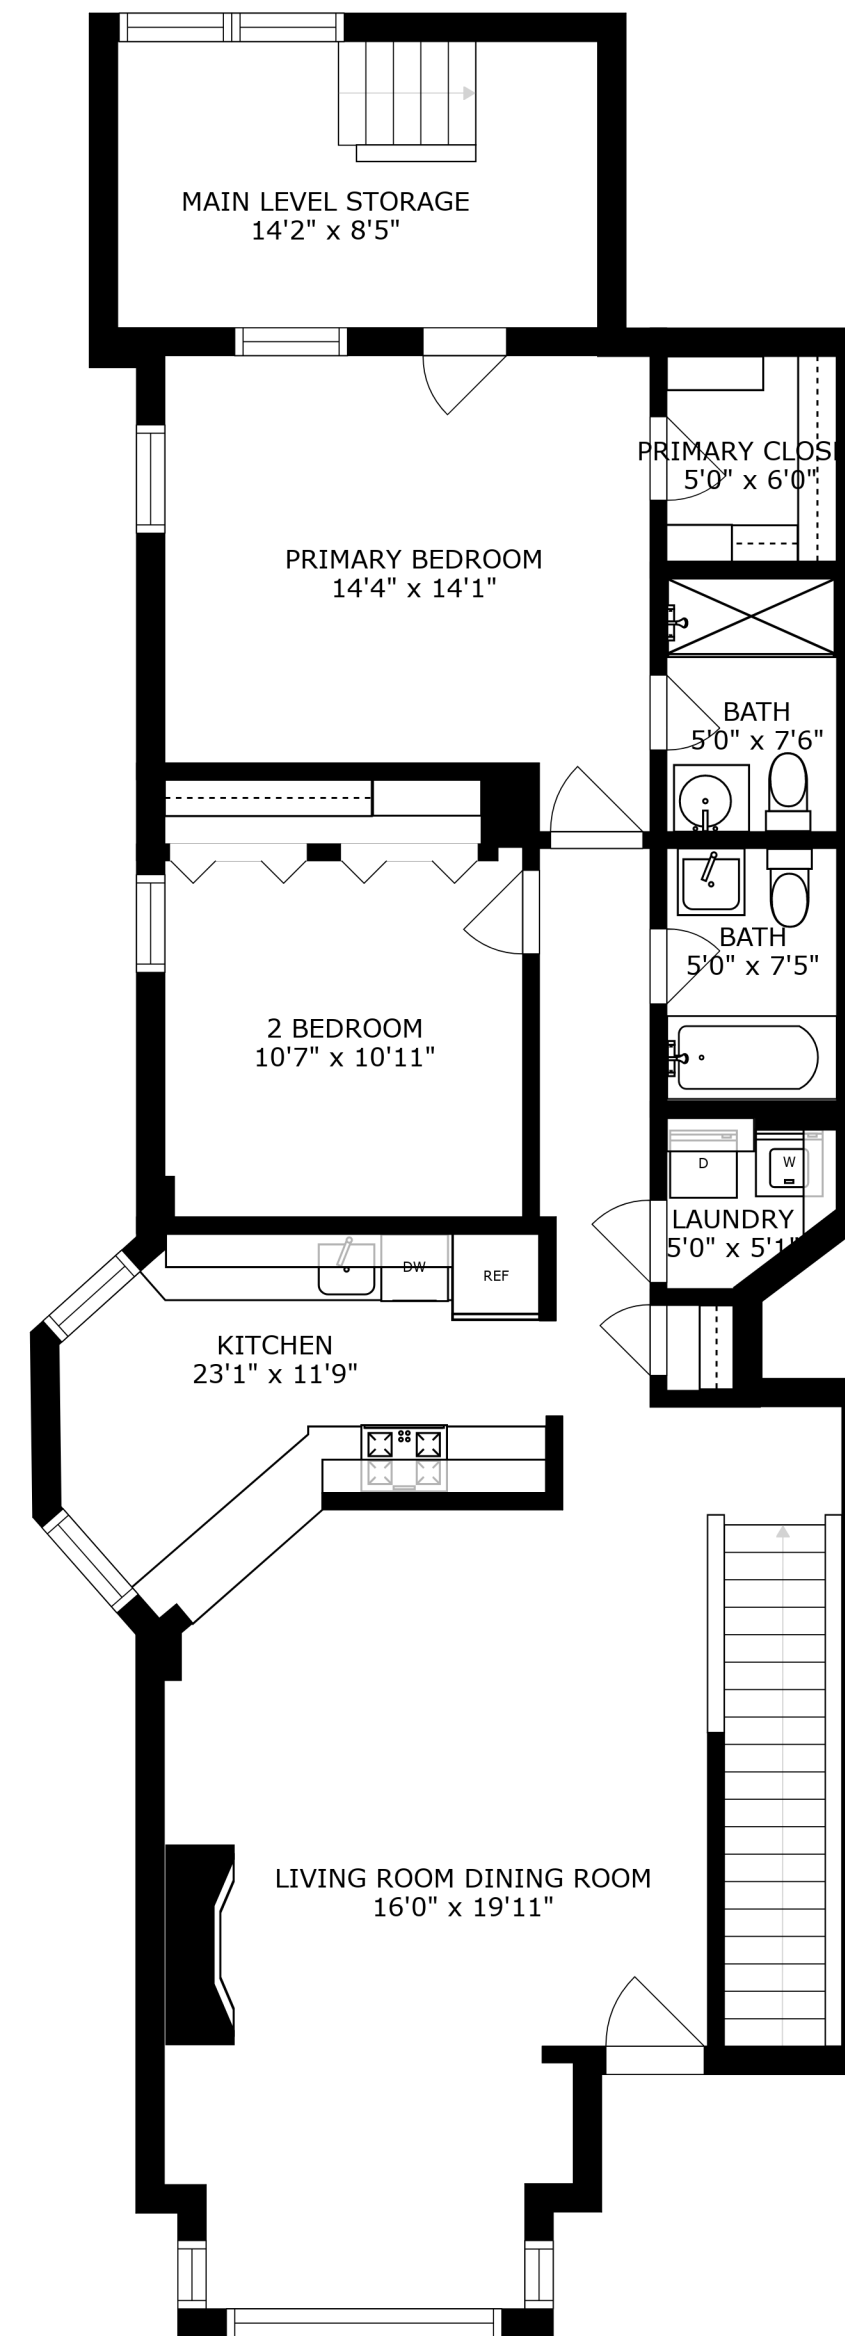 MAIN LEVEL STORAGE
14'2" x 8'5"
PRIMARY CLOS
5'0" x 6'0"
PRIMARY BEDROOM
14'4" x 14'1"
BATH
5'0" x 7'6"
BATH
5'0" x 7'5"
2 BEDROOM
10'7" x 10'11"
D
W
LAUNDRY
5'0" x 5'1"
DW
REF
KITCHEN
23'1" x 11'9"
LIVING ROOM DINING ROOM
16'0" x 19'11"